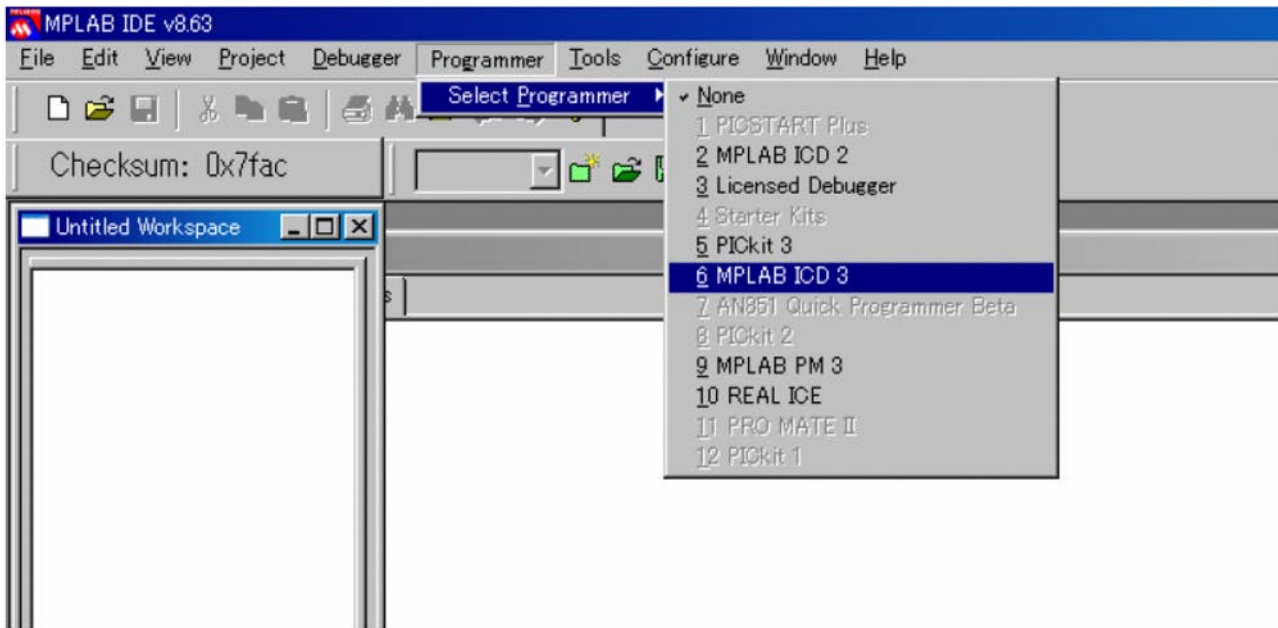 MPLAB IDE v8.63
File Edit View Project Debugger Programmer Tools Configure Window Help
Select Programmer
None
1 PICSTART Plus
2 MPLAB ICD 2
3 Licensed Debugger
4 Starter Kits
5 PICkit 3
6 MPLAB ICD 3
7 AN851 Quick Programmer Beta
8 PICkit 2
9 MPLAB PM 3
10 REAL ICE
11 PRO MATE II
12 PICkit 1
Checksum: 0x7fac
Untitled Workspace
s